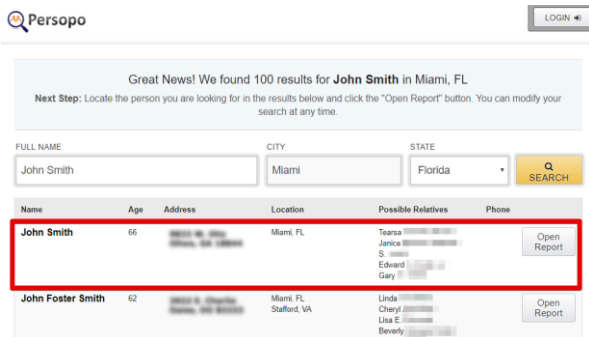 Persopo
LOGIN
Great News! We found 100 results for John Smith in Miami, FL
Next Step: Locate the person you are looking for in the results below and click the "Open Report" button. You can modify your
search at any time.
FULL NAME CITY STATE
John Smith Miami Florida SEARCH
Name Age Address Location Possible Relatives Phone
John Smith 66 Miami, FL Tearsa
Janice
S.
Edward
Gary
Open
Report
John Foster Smith 62 Miami, FL Linda
Stafford, VA Cheryl
Lisa E.
Beverly
Open
Report